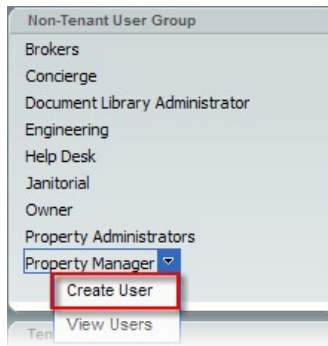 Non-Tenant User Group
Brokers
Concierge
Document Library Administrator
Engineering
Help Desk
Janitorial
Owner
Property Administrators
Property Manager
Create User
View Users